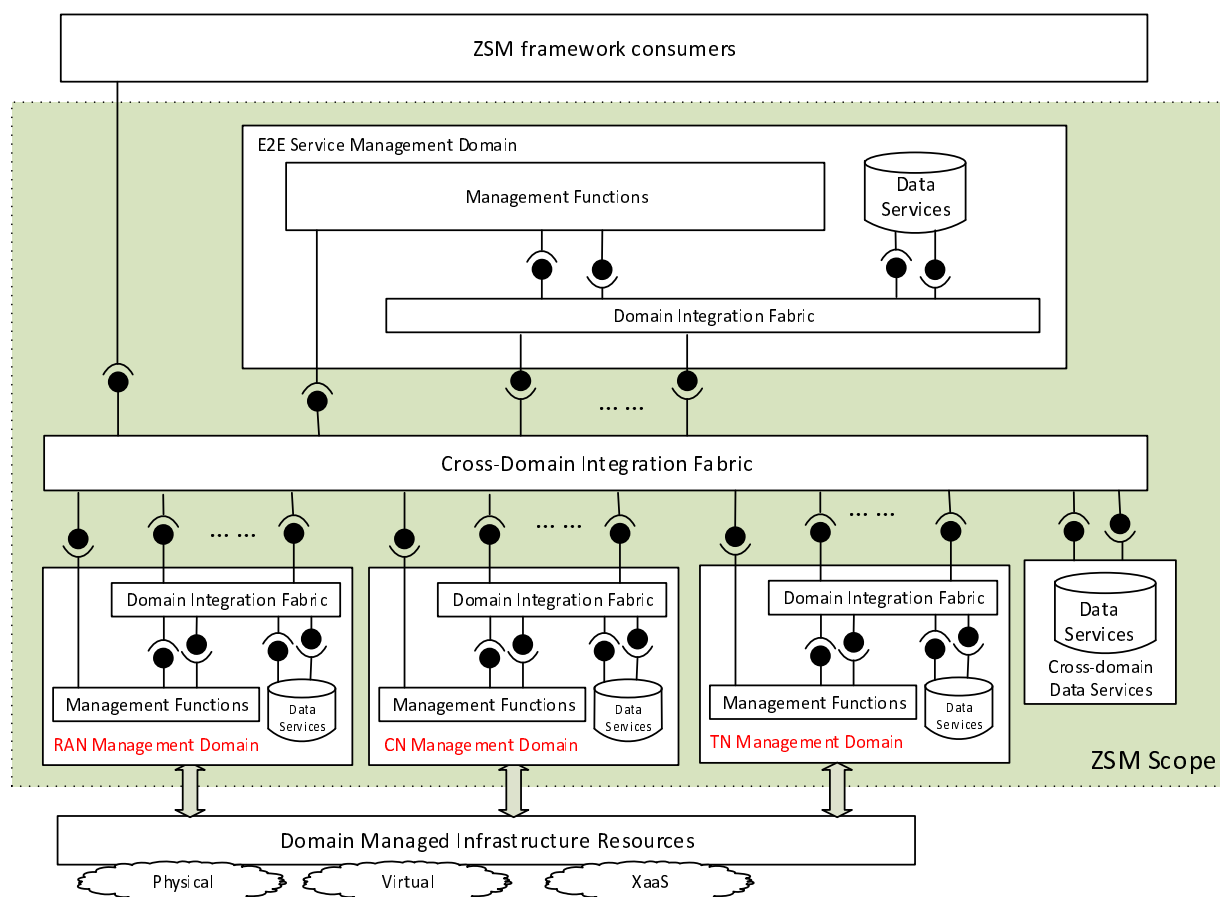 ZSM framework consumers
E2E Service Management Domain
Management Functions
Data
Services
Domain Integration Fabric
... ...
Cross-Domain Integration Fabric
... ...
... ...
... ...
Domain Integration Fabric
Management Functions
Data
Services
RAN Management Domain
Domain Integration Fabric
Management Functions
Data
Services
CN Management Domain
Domain Integration Fabric
Management Functions
Data
Services
TN Management Domain
Data
Services
Cross-domain
Data Services
ZSM Scope
Domain Managed Infrastructure Resources
Physical
Virtual
XaaS